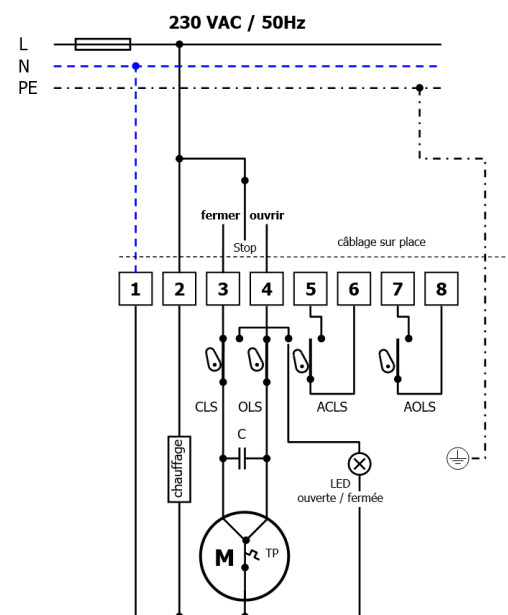 230 VAC / 50Hz
L
N
PE
fermer ouvrir
Stop
câblage sur place
1 2 3 4 5 6 7 8
CLS OLS ACLS AOLS
C
chauffage
LED
ouverte / fermée
M TP